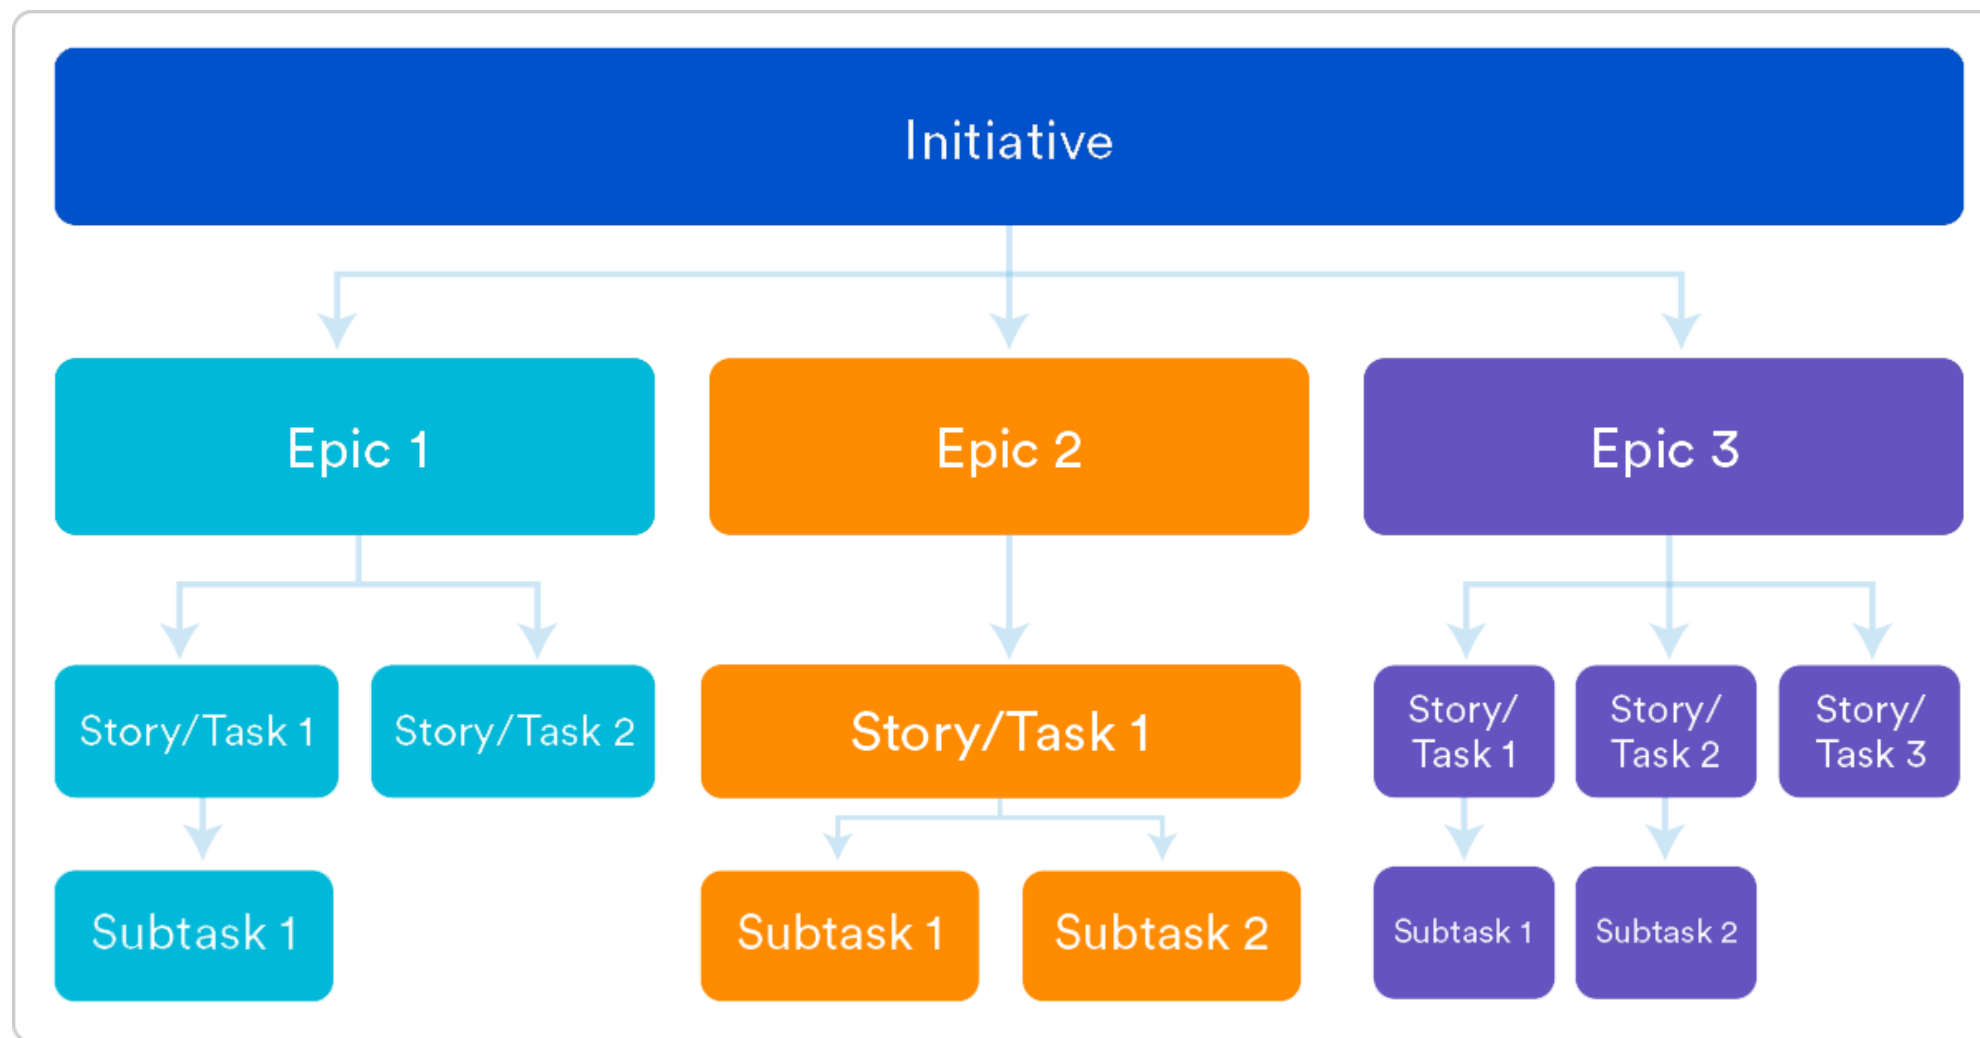 Initiative
Epic 1
Epic 2
Epic 3
Story/Task 1
Story/Task 2
Story/Task 1
Story/
Task 1
Story/
Task 2
Story/
Task 3
Subtask 1
Subtask 1
Subtask 2
Subtask 1
Subtask 2